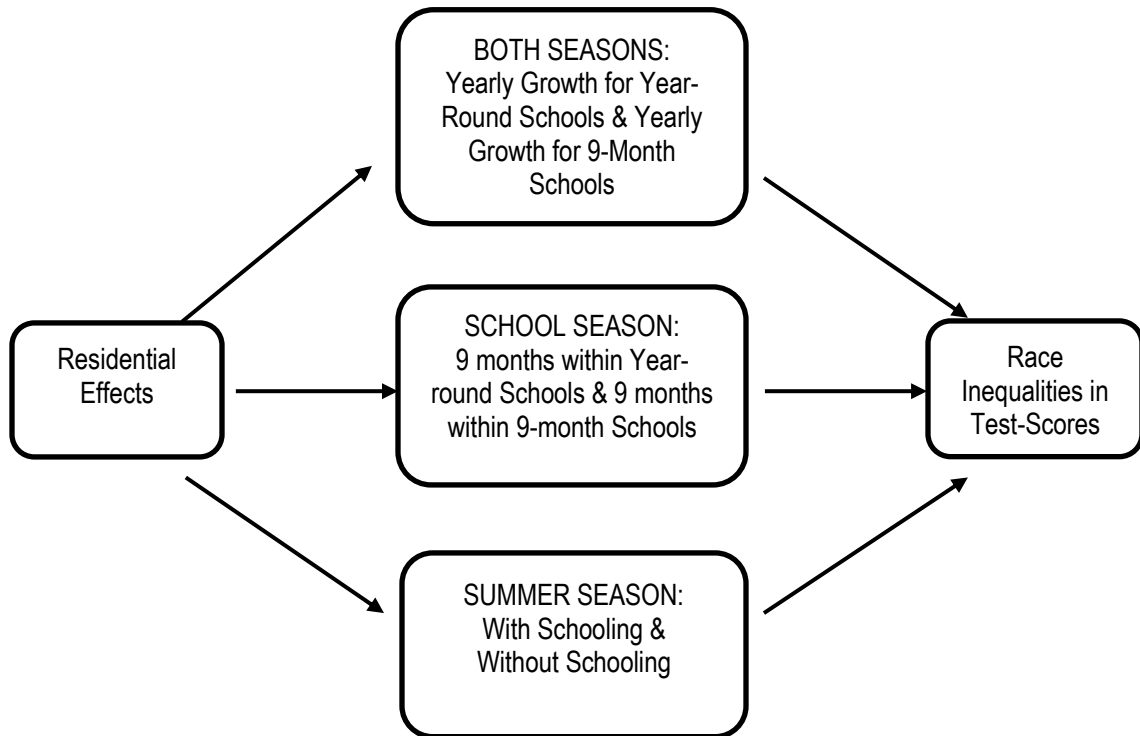 BOTH SEASONS:
Yearly Growth for Year-
Round Schools & Yearly
Growth for 9-Month
Schools
Residential
Effects
SCHOOL SEASON:
9 months within Year-
round Schools & 9 months
within 9-month Schools
Race
Inequalities in
Test-Scores
SUMMER SEASON:
With Schooling &
Without Schooling